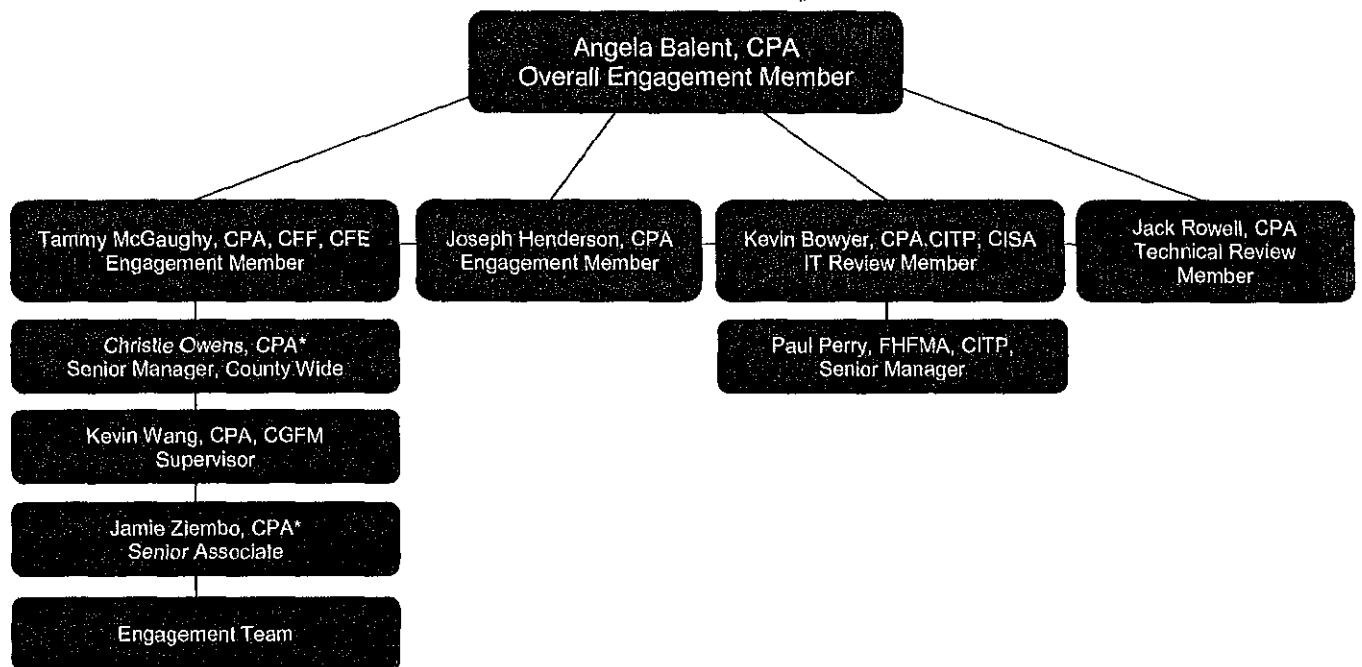 Angela Balent, CPA
Overall Engagement Member
Tammy McGaughy, CPA, CFF, CFE
Engagement Member
Joseph Henderson, CPA
Engagement Member
Kevin Bowyer, CPA,CITP, CISA
IT Review Member
Jack Rowell, CPA
Technical Review
Member
Christie Owens, CPA*
Senior Manager, County Wide
Paul Perry, FHFMA, CITP,
Senior Manager
Kevin Wang, CPA, CGFM
Supervisor
Jamie Ziembo, CPA*
Senior Associate
Engagement Team